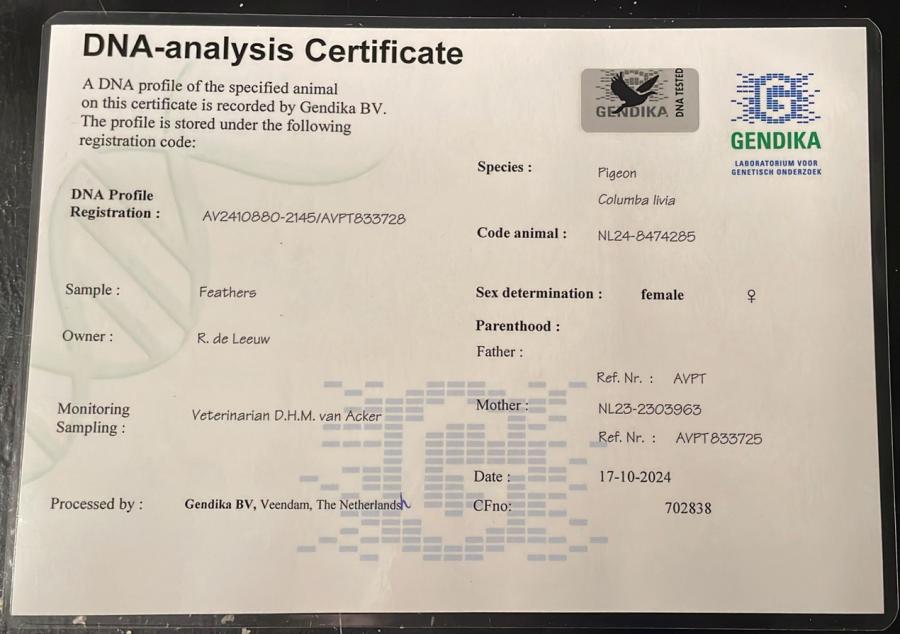 DNA-analysis Certificate
A DNA profile of the specified animal
on this certificate is recorded by Gendika BV.
The profile is stored under the following
registration code:
GENDIKA
DNA TESTED
GENDIKA
LABORATORIUM VOOR
GENETISCH ONDERZOEK
DNA Profile
Registration : AV2410880-2145/AVPT833728
Sample : Feathers
Owner : R. de Leeuw
Monitoring
Sampling : Veterinarian D.H.M. van Acker
Processed by : Gendika BV, Veendam, The Netherlands
Species : Pigeon
Columba livia
Code animal : NL24-8474285
Sex determination : female ♀
Parenthood :
Father :
Ref. Nr. : AVPT
Mother : NL23-2303963
Ref. Nr. : AVPT833725
Date : 17-10-2024
CFno: 702838